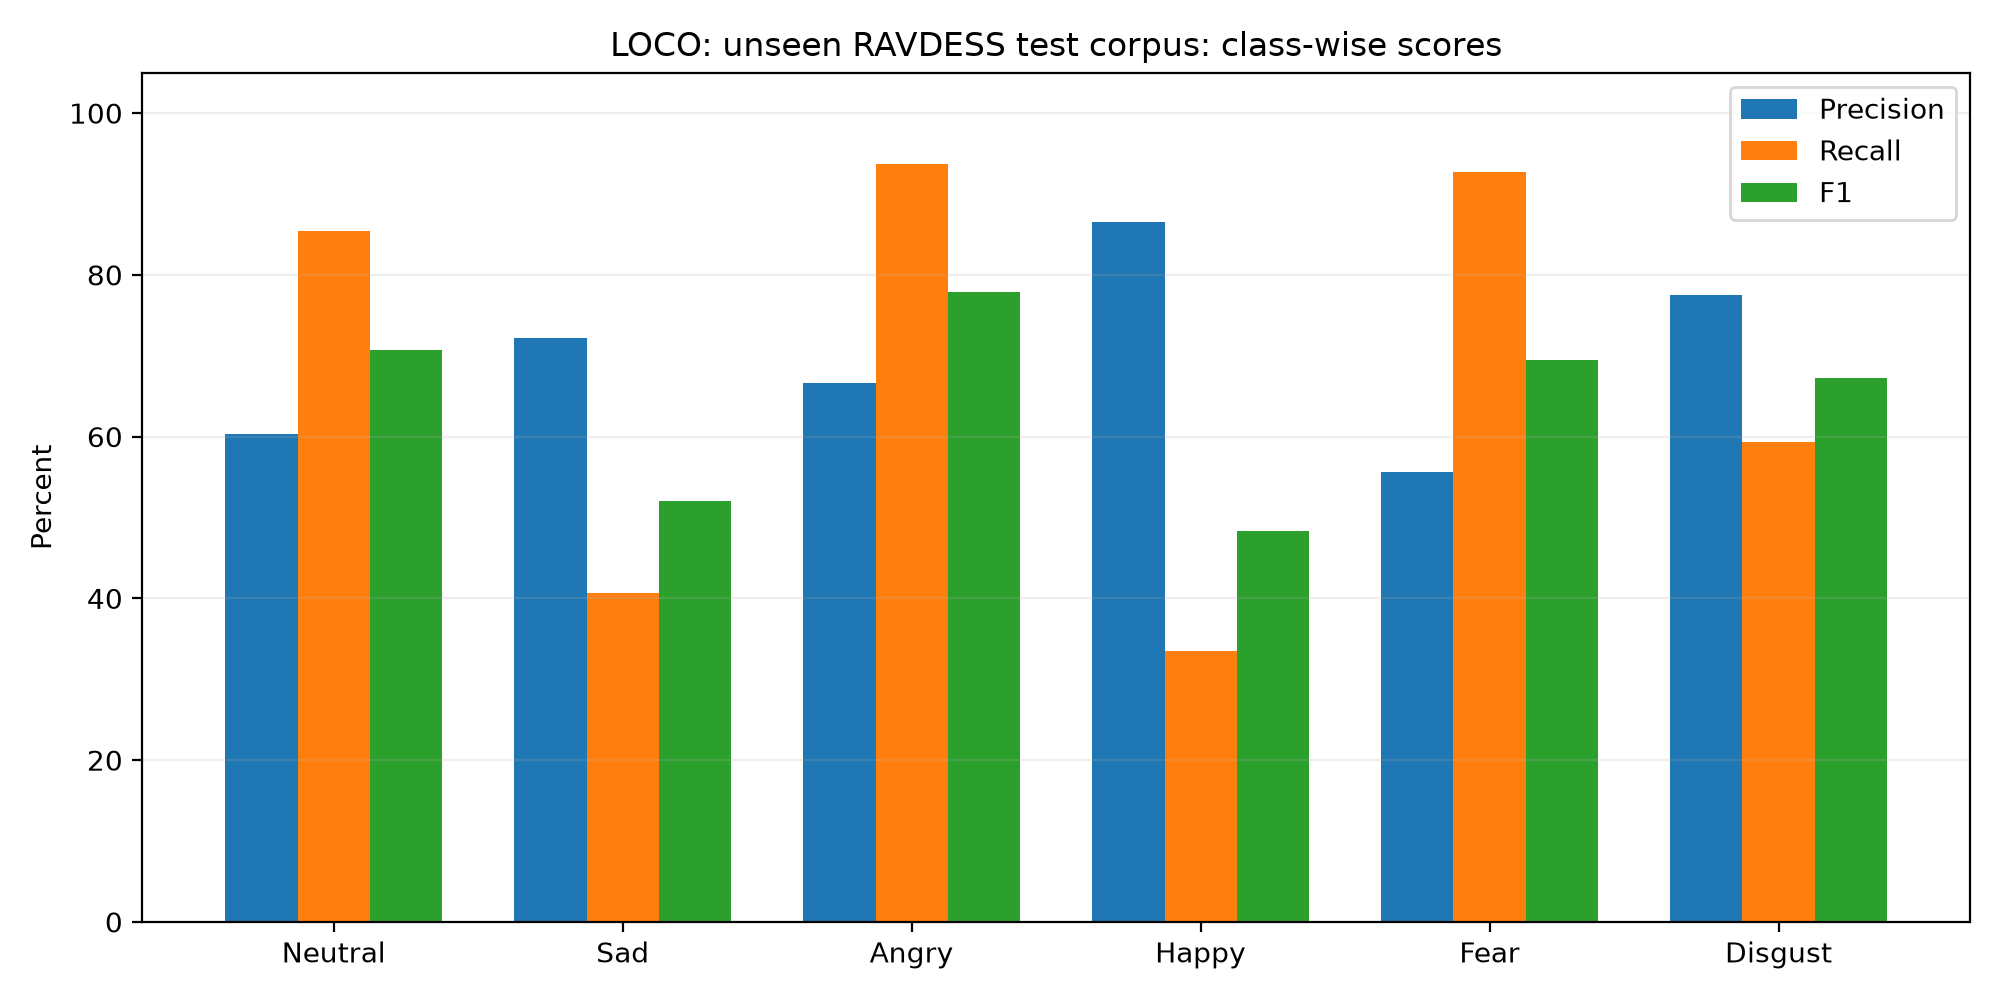 LOCO: unseen RAVDESS test corpus: class-wise scores
Precision
Recall
F1
Percent
100
80
60
40
20
0
Neutral
Sad
Angry
Happy
Fear
Disgust